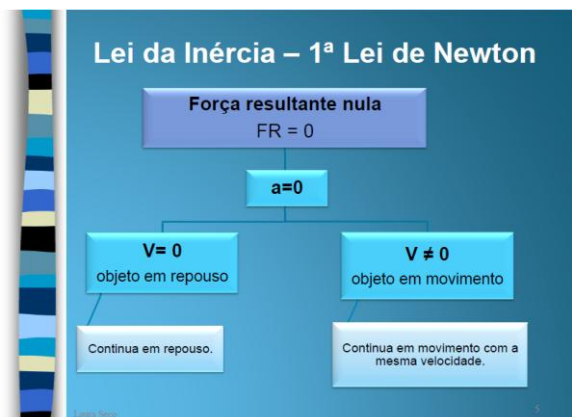 Lei da Inércia – 1ª Lei de Newton
Força resultante nula
FR = 0
a=0
V= 0
objeto em repouso
V ≠ 0
objeto em movimento
Continua em repouso.
Continua em movimento com a
mesma velocidade.
5